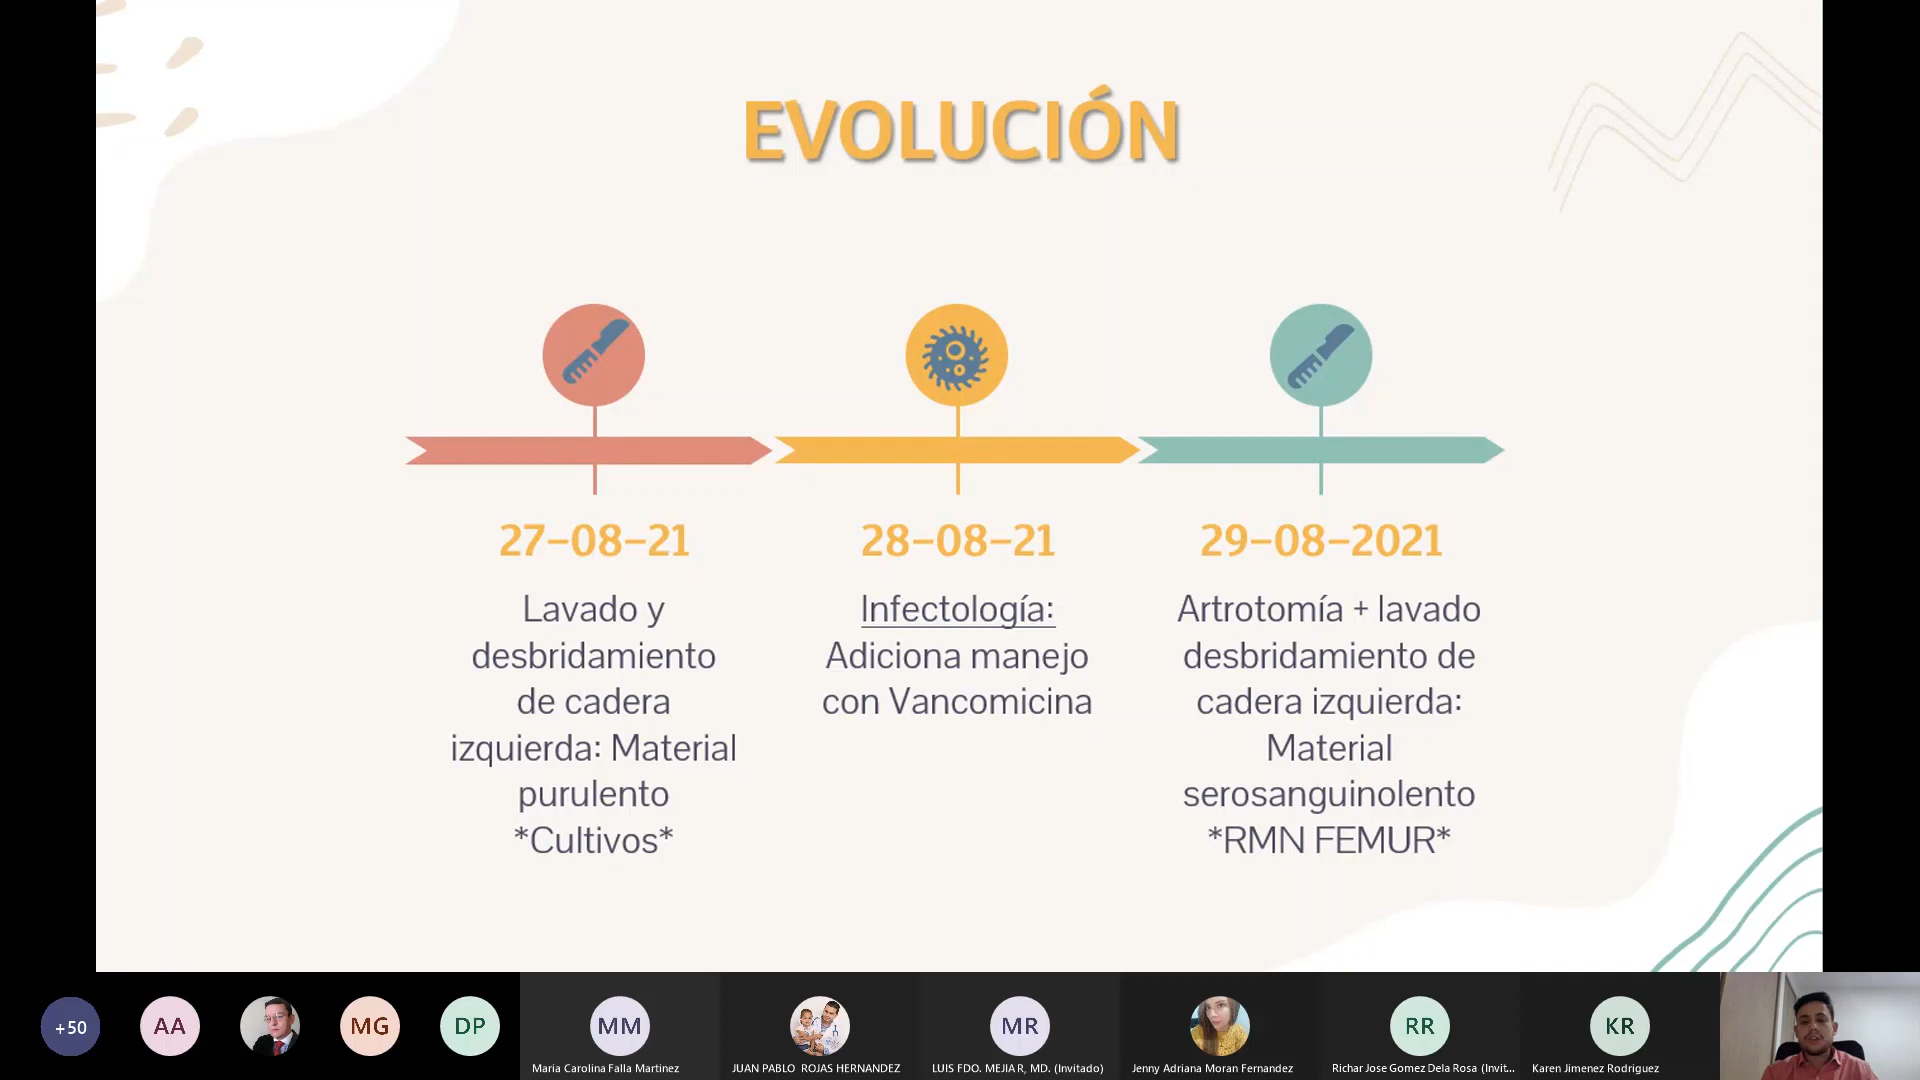 EVOLUCIÓN
27-08-21
Lavado y
desbridamiento
de cadera
izquierda: Material
purulento
*Cultivos*
28-08-21
Infectología:
Adiciona manejo
con Vancomicina
29-08-2021
Artrotomía + lavado
desbridamiento de
cadera izquierda:
Material
serosanguinolento
*RMN FEMUR*
+50
AA
MG
DP
MM
MR
RR
KR
Maria Carolina Falla Martinez
JUAN PABLO ROJAS HERNANDEZ
LUIS FDO. MEJIA R, MD. (Invitado)
Jenny Adriana Moran Fernandez
Richar Jose Gomez Dela Rosa (Invit...
Karen Jimenez Rodriguez